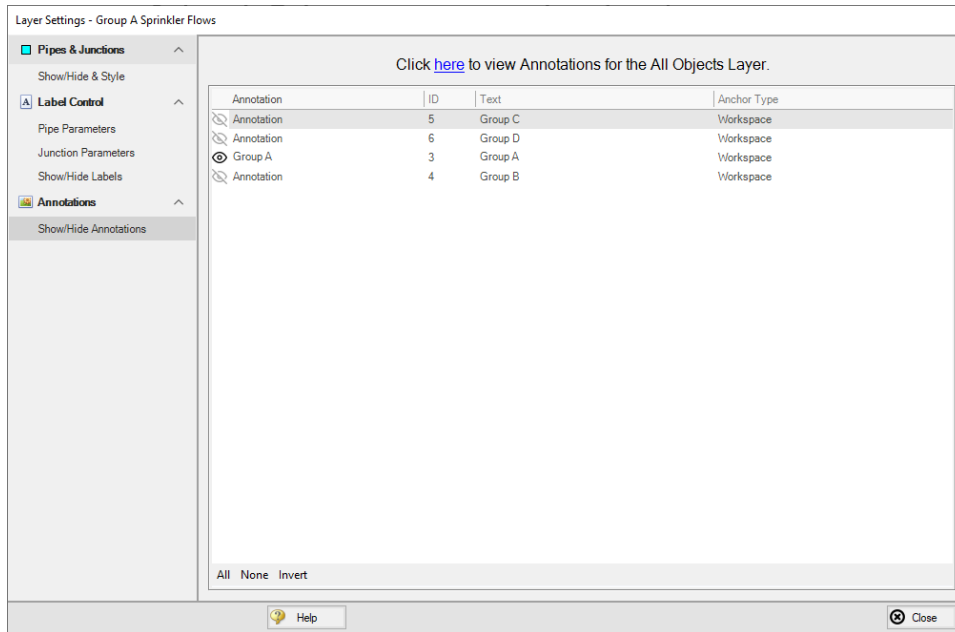 Layer Settings - Group A Sprinkler Flows
Pipes & Junctions
Show/Hide & Style
A Label Control
Pipe Parameters
Junction Parameters
Show/Hide Labels
Annotations
Show/Hide Annotations
Click here to view Annotations for the All Objects Layer.
Annotation ID Text Anchor Type
Annotation 5 Group C Workspace
Annotation 6 Group D Workspace
Group A 3 Group A Workspace
Annotation 4 Group B Workspace
All None Invert
Help
Close